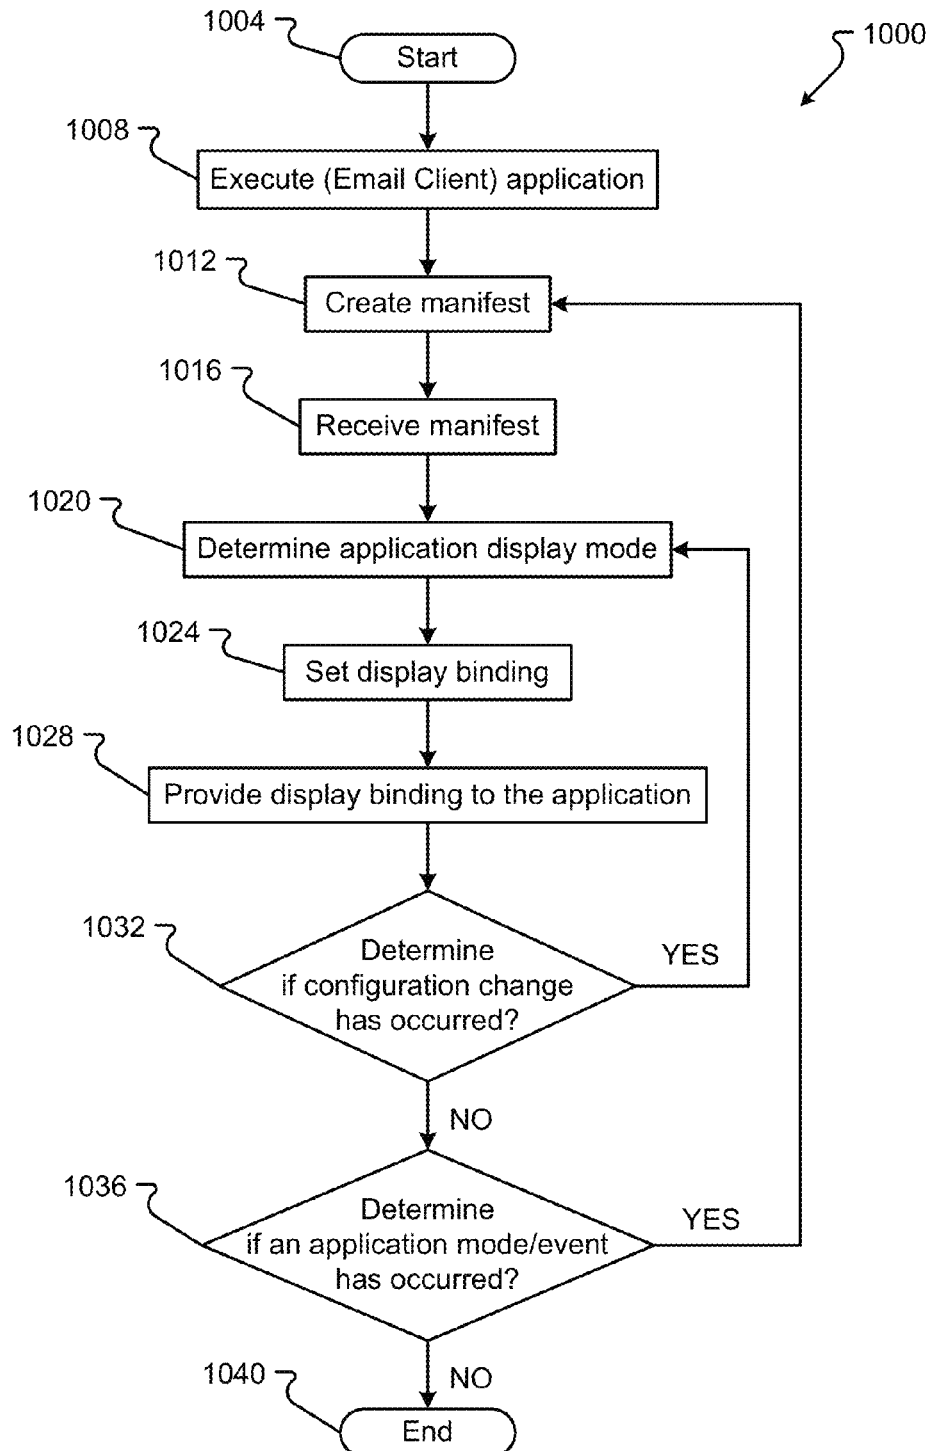 1004
Start
1000
1008
Execute (Email Client) application
1012
Create manifest
1016
Receive manifest
1020
Determine application display mode
1024
Set display binding
1028
Provide display binding to the application
1032
Determine
if configuration change
has occurred?
YES
NO
1036
Determine
if an application mode/event
has occurred?
YES
NO
1040
End